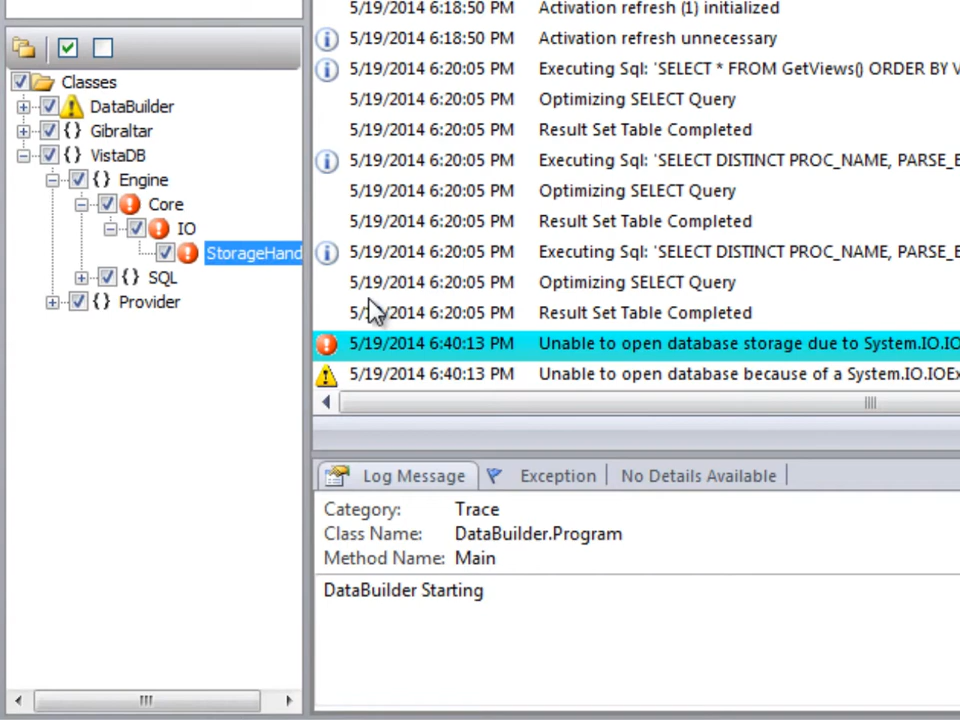 Classes
DataBuilder
Gibraltar
VistaDB
Engine
Core
IO
StorageHand
SQL
Provider
5/19/2014 6:18:50 PM Activation refresh (1) initialized
5/19/2014 6:18:50 PM Activation refresh unnecessary
5/19/2014 6:20:05 PM Executing Sql: 'SELECT * FROM GetViews() ORDER BY V
5/19/2014 6:20:05 PM Optimizing SELECT Query
5/19/2014 6:20:05 PM Result Set Table Completed
5/19/2014 6:20:05 PM Executing Sql: 'SELECT DISTINCT PROC_NAME, PARSE_E
5/19/2014 6:20:05 PM Optimizing SELECT Query
5/19/2014 6:20:05 PM Result Set Table Completed
5/19/2014 6:20:05 PM Executing Sql: 'SELECT DISTINCT PROC_NAME, PARSE_E
5/19/2014 6:20:05 PM Optimizing SELECT Query
5/19/2014 6:20:05 PM Result Set Table Completed
5/19/2014 6:40:13 PM Unable to open database storage due to System.IO.IO
5/19/2014 6:40:13 PM Unable to open database because of a System.IO.IOEx
Log Message Exception No Details Available
Category: Trace
Class Name: DataBuilder.Program
Method Name: Main
DataBuilder Starting